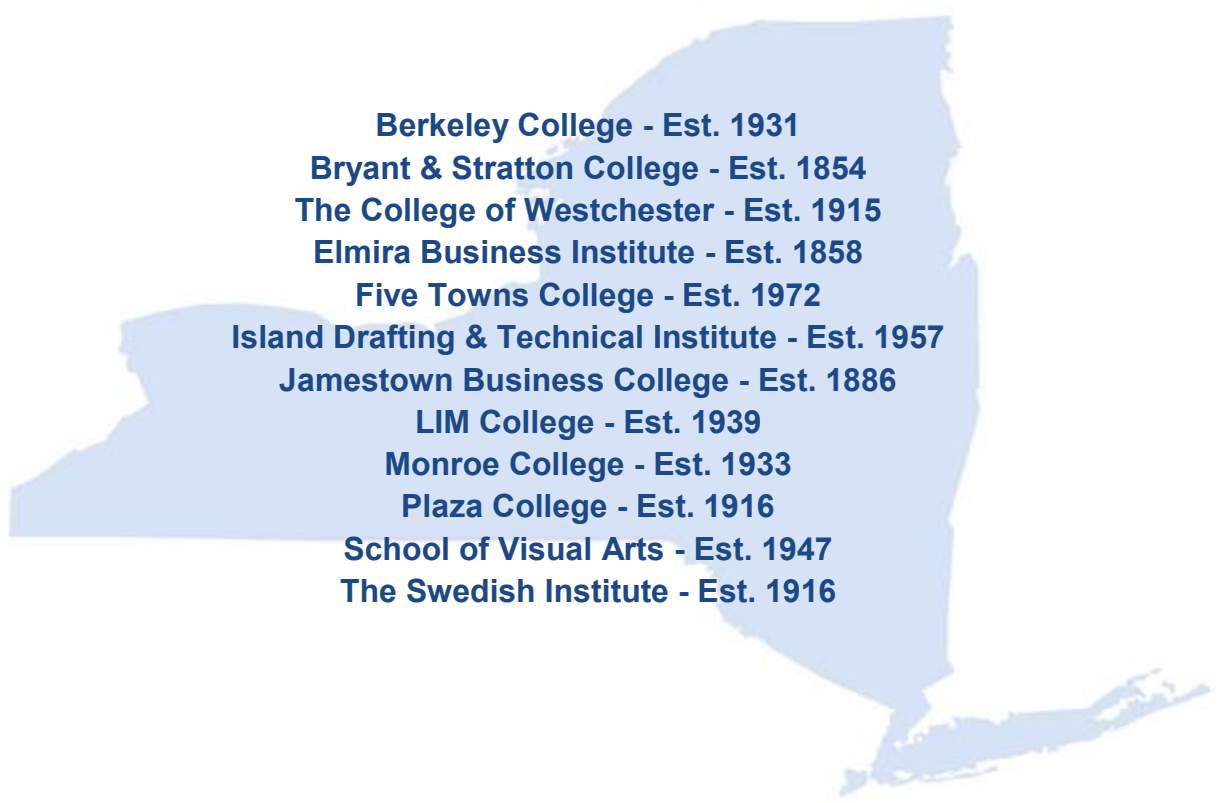 Berkeley College - Est. 1931
Bryant & Stratton College - Est. 1854
The College of Westchester - Est. 1915
Elmira Business Institute - Est. 1858
Five Towns College - Est. 1972
Island Drafting & Technical Institute - Est. 1957
Jamestown Business College - Est. 1886
LIM College - Est. 1939
Monroe College - Est. 1933
Plaza College - Est. 1916
School of Visual Arts - Est. 1947
The Swedish Institute - Est. 1916